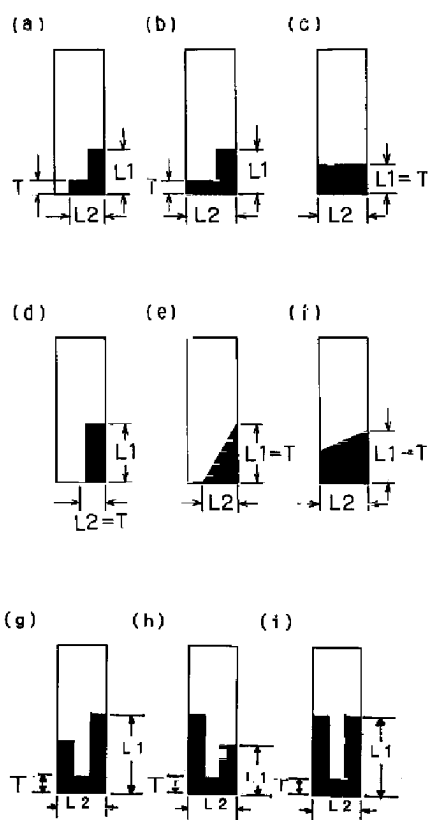 (a) (b) (c)
T L1 T L1 L1=T
L2 L2 L2
(d) (e) (f)
L1 L1=T L1=T
L2=T L2 L2
(g) (h) (i)
L1 L1 L1
T T T
L2 L2 L2